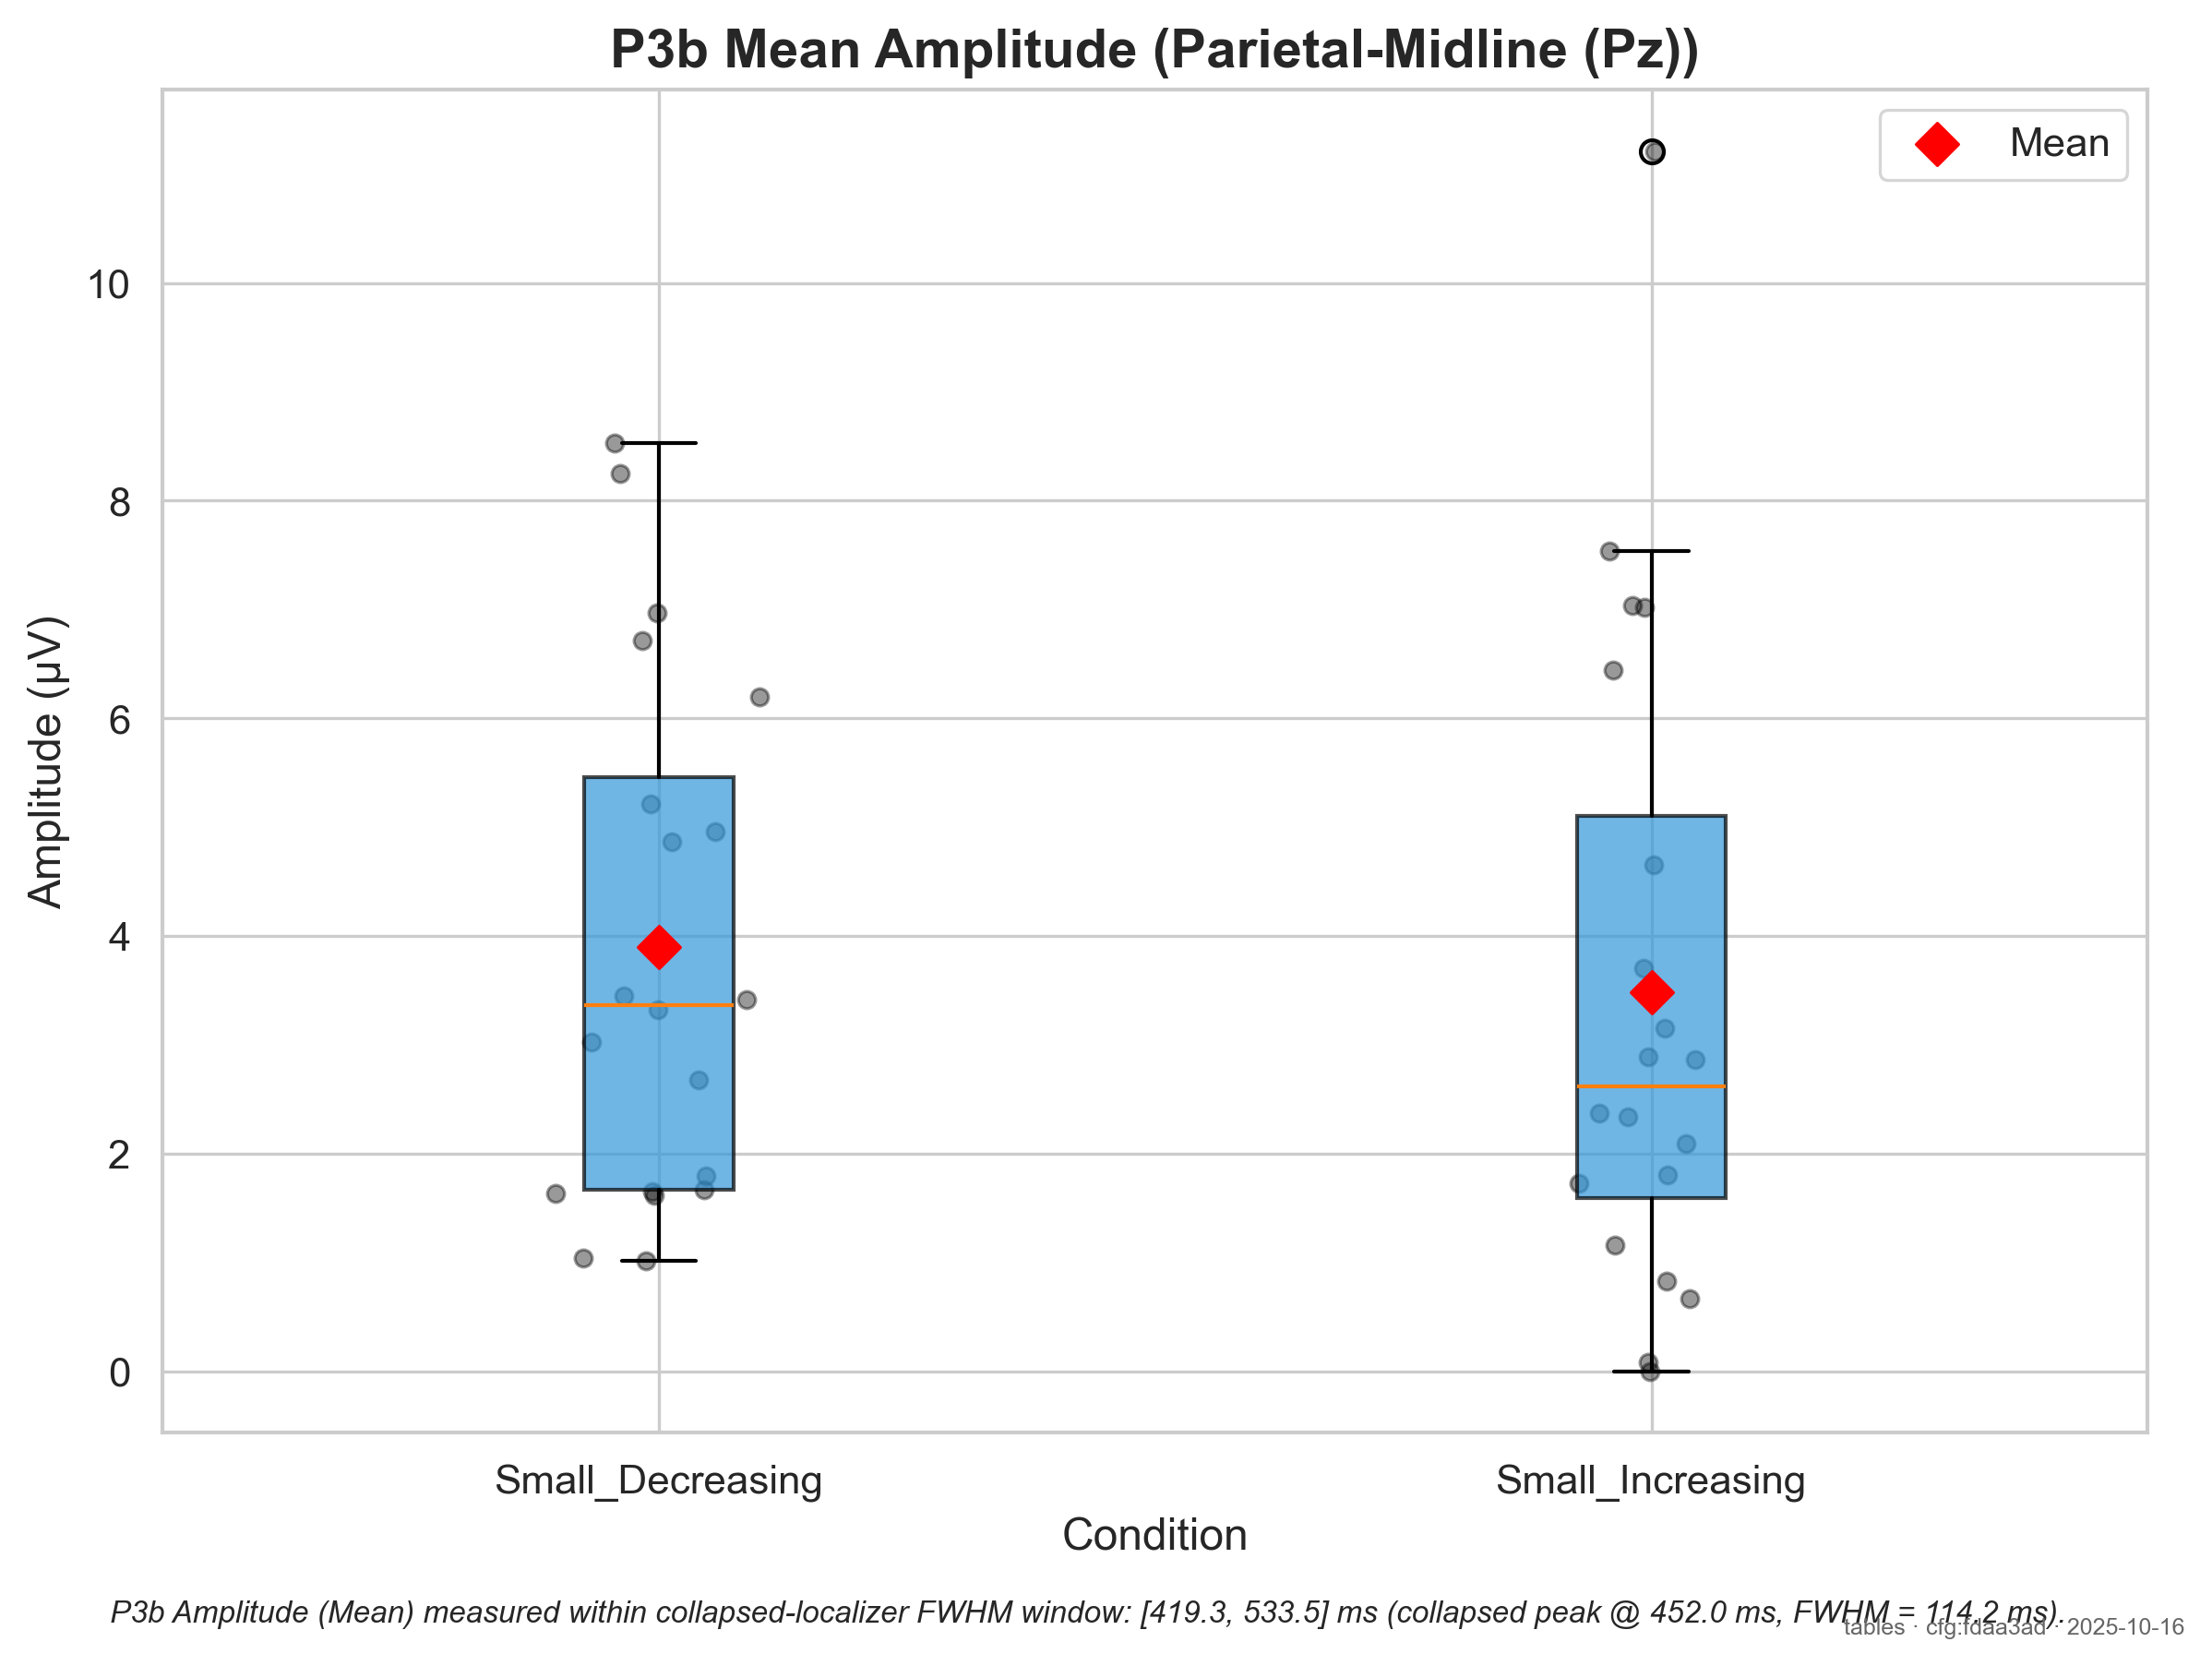 P3b Mean Amplitude (Parietal-Midline (Pz))
Mean
10
8
6
4
2
0
Amplitude (μV)
Small_Decreasing
Small_Increasing
Condition
P3b Amplitude (Mean) measured within collapsed-localizer FWHM window: [419.3, 533.5] ms (collapsed peak @ 452.0 ms, FWHM = 114.2 ms).
tables · cfg:fdaa3ad · 2025-10-16